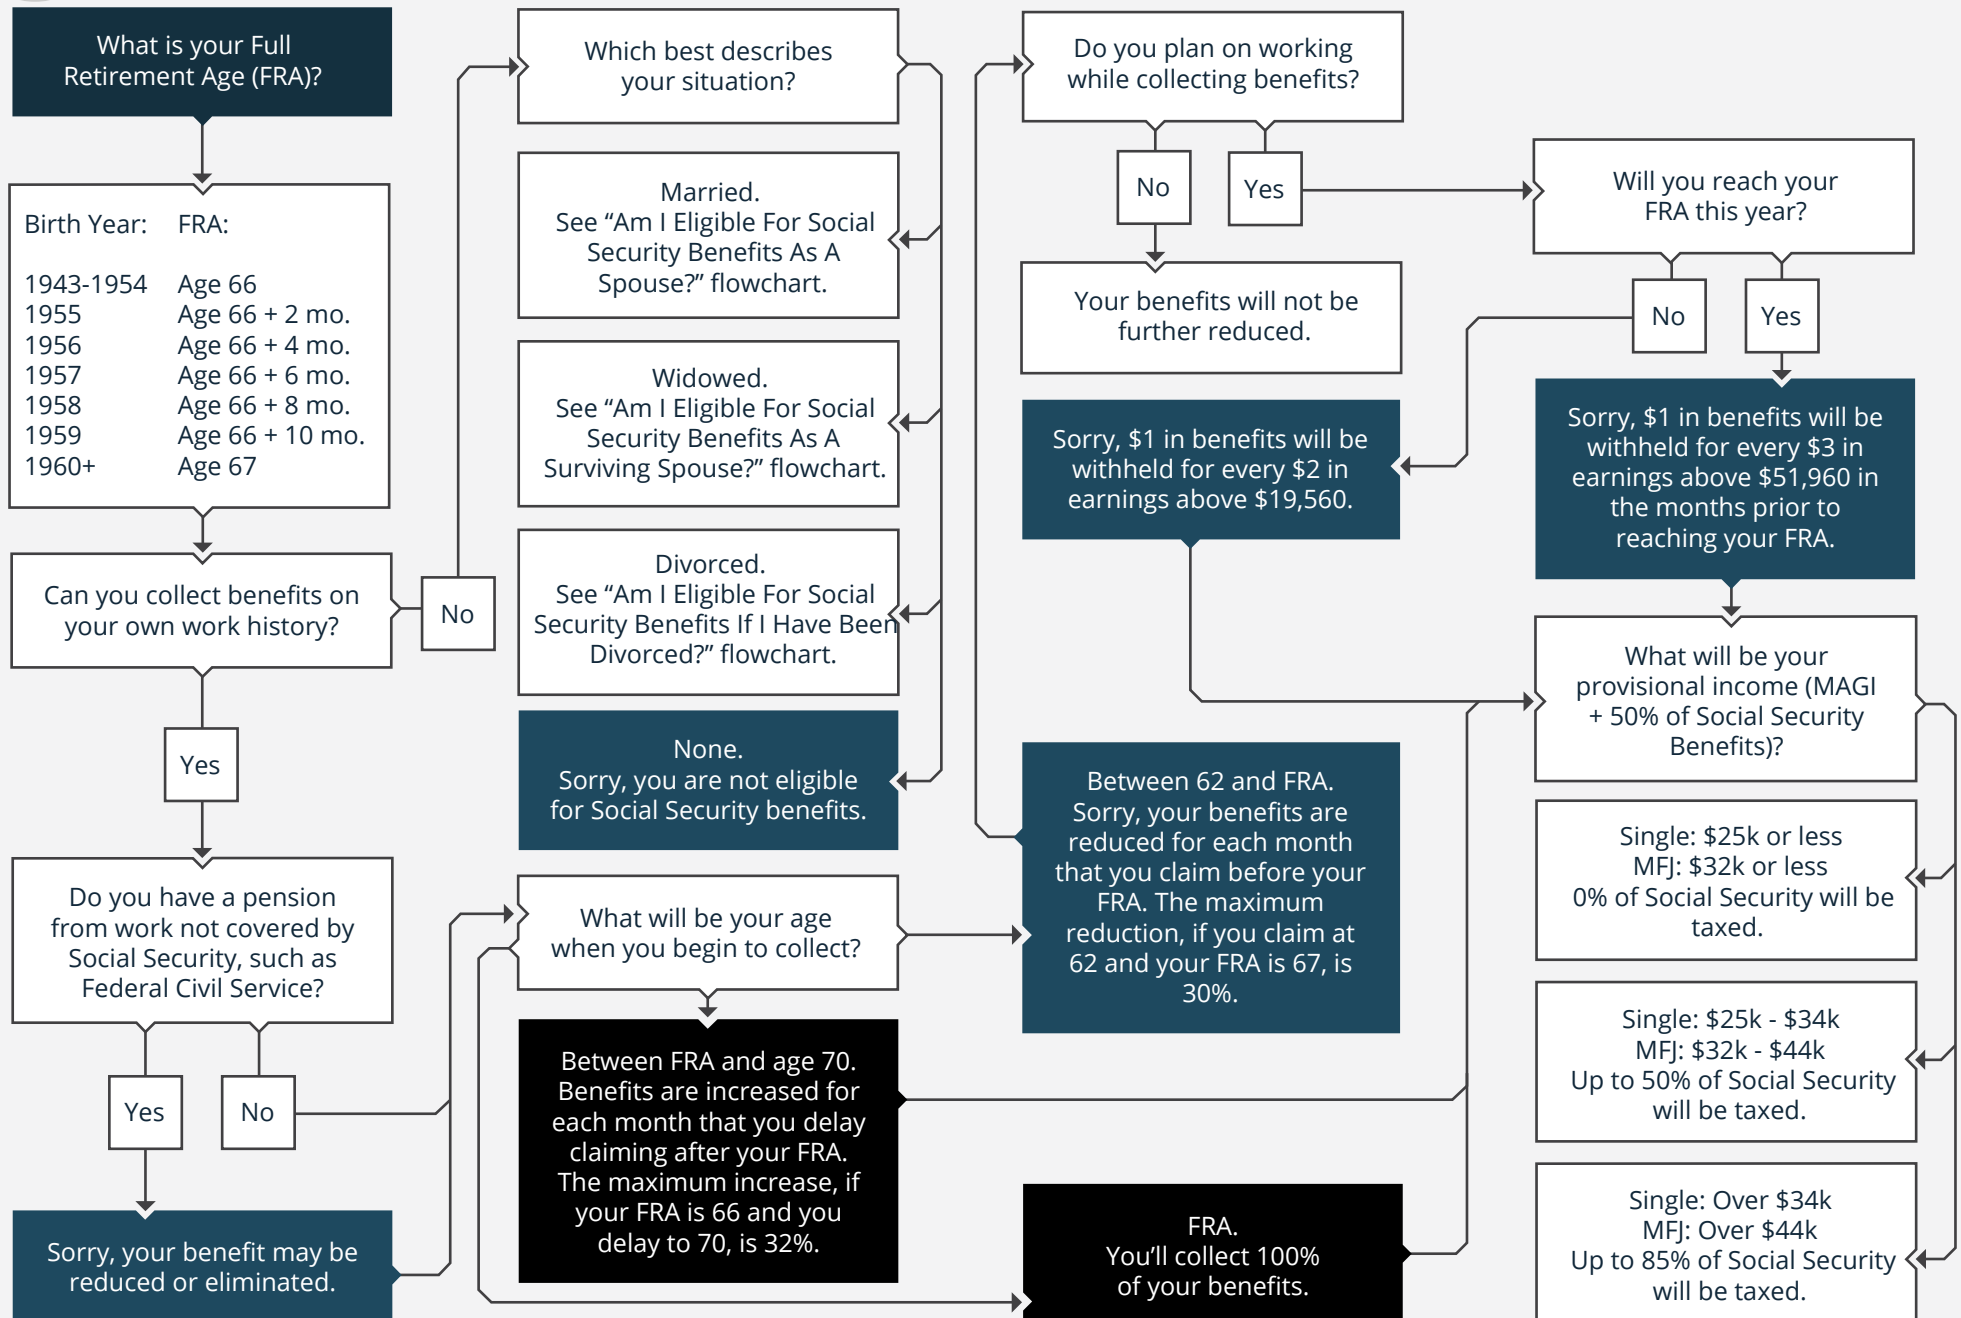 What is your Full
Retirement Age (FRA)?
Birth Year: FRA:
1943-1954 Age 66
1955 Age 66 + 2 mo.
1956 Age 66 + 4 mo.
1957 Age 66 + 6 mo.
1958 Age 66 + 8 mo.
1959 Age 66 + 10 mo.
1960+ Age 67
Can you collect benefits on
your own work history?
No
Yes
Do you have a pension
from work not covered by
Social Security, such as
Federal Civil Service?
Yes
No
Sorry, your benefit may be
reduced or eliminated.
Which best describes
your situation?
Married.
See “Am I Eligible For Social
Security Benefits As A
Spouse?” flowchart.
Widowed.
See “Am I Eligible For Social
Security Benefits As A
Surviving Spouse?” flowchart.
Divorced.
See “Am I Eligible For Social
Security Benefits If I Have Been
Divorced?” flowchart.
None.
Sorry, you are not eligible
for Social Security benefits.
What will be your age
when you begin to collect?
Between FRA and age 70.
Benefits are increased for
each month that you delay
claiming after your FRA.
The maximum increase, if
your FRA is 66 and you
delay to 70, is 32%.
Do you plan on working
while collecting benefits?
No
Yes
Your benefits will not be
further reduced.
Sorry, $1 in benefits will be
withheld for every $2 in
earnings above $19,560.
Between 62 and FRA.
Sorry, your benefits are
reduced for each month
that you claim before your
FRA. The maximum
reduction, if you claim at
62 and your FRA is 67, is
30%.
FRA.
You’ll collect 100%
of your benefits.
Will you reach your
FRA this year?
No
Yes
Sorry, $1 in benefits will be
withheld for every $3 in
earnings above $51,960 in
the months prior to
reaching your FRA.
What will be your
provisional income (MAGI
+ 50% of Social Security
Benefits)?
Single: $25k or less
MFJ: $32k or less
0% of Social Security will be
taxed.
Single: $25k - $34k
MFJ: $32k - $44k
Up to 50% of Social Security
will be taxed.
Single: Over $34k
MFJ: Over $44k
Up to 85% of Social Security
will be taxed.